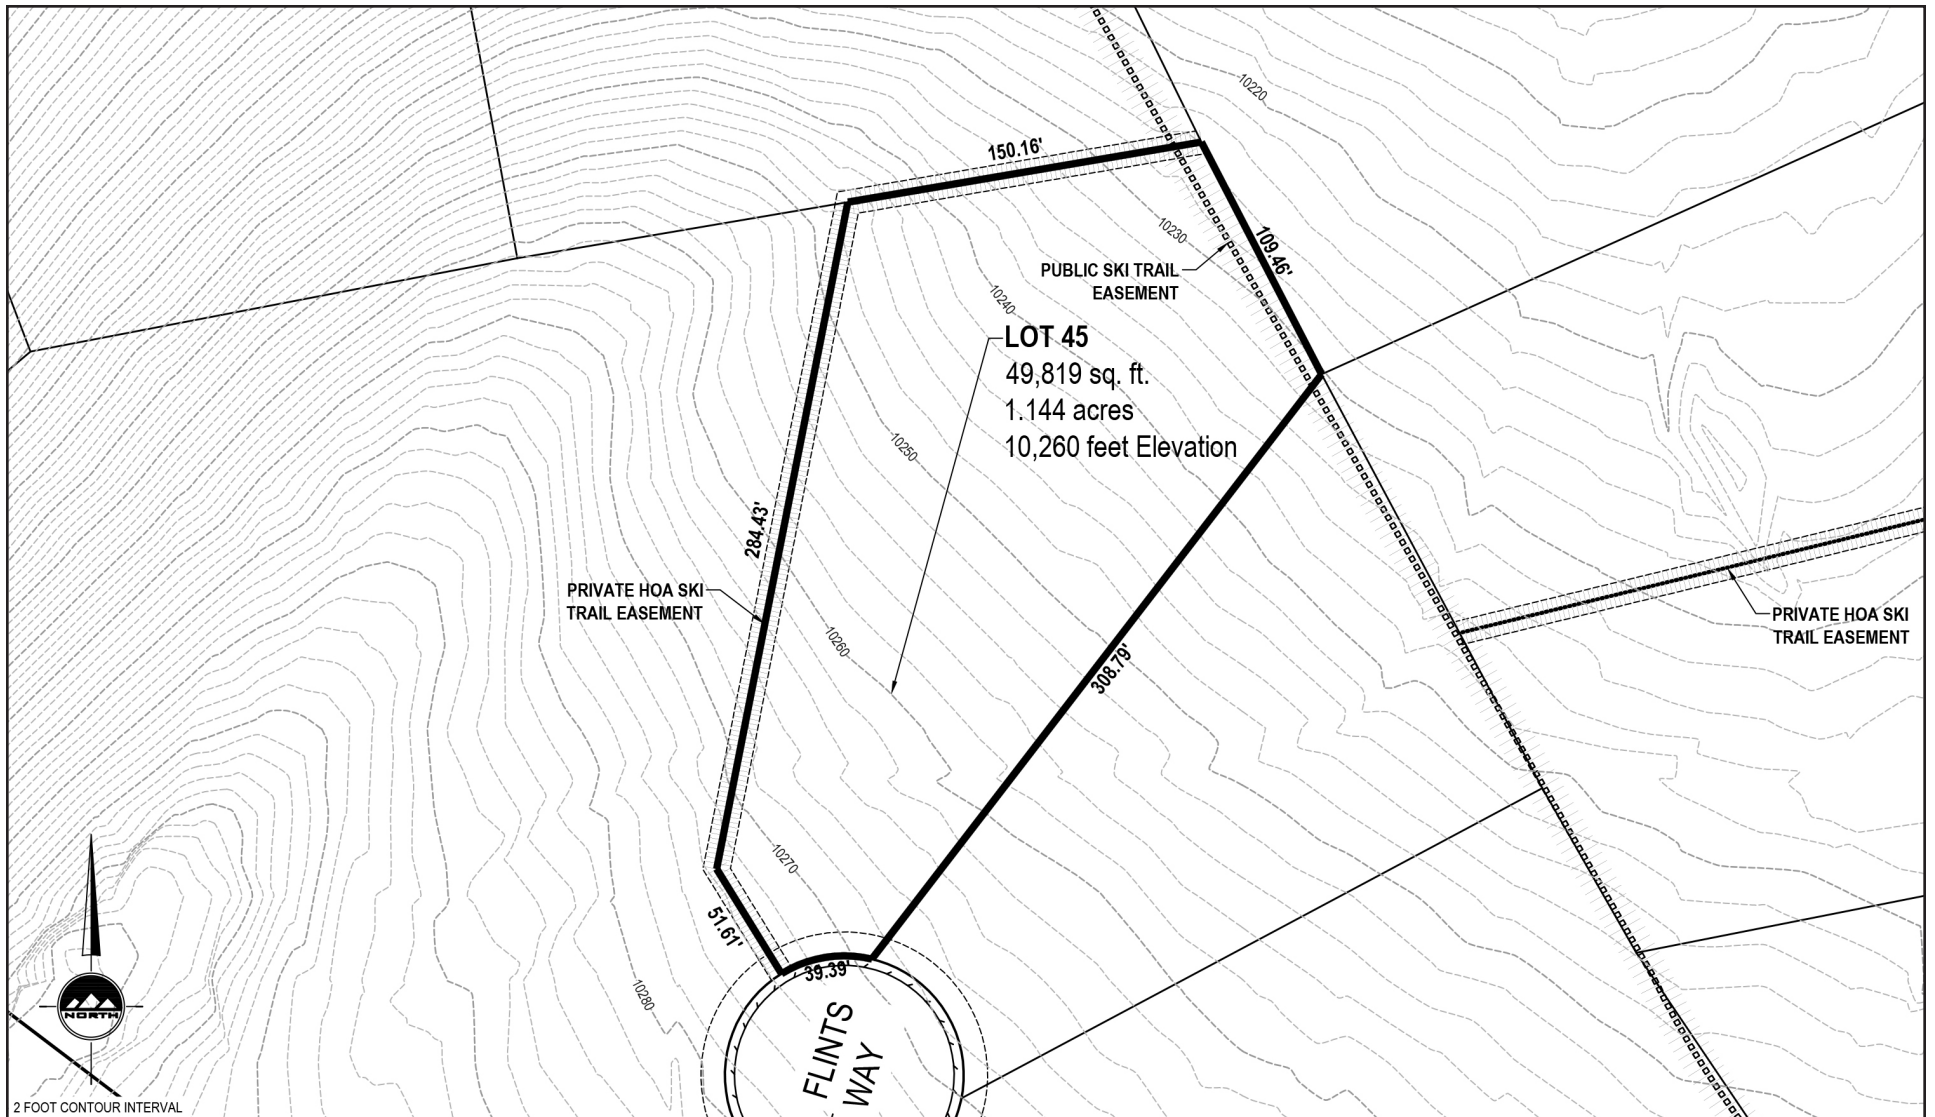 10220
150.16'
10230
109.46'
PUBLIC SKI TRAIL
EASEMENT
10240
LOT 45
49,819 sq. ft.
1.144 acres
10,260 feet Elevation
10250
284.43'
PRIVATE HOA SKI
TRAIL EASEMENT
PRIVATE HOA SKI
TRAIL EASEMENT
10260
308.79'
10270
51.61'
39.39'
10280
FLINTS
WAY
NORTH
2 FOOT CONTOUR INTERVAL